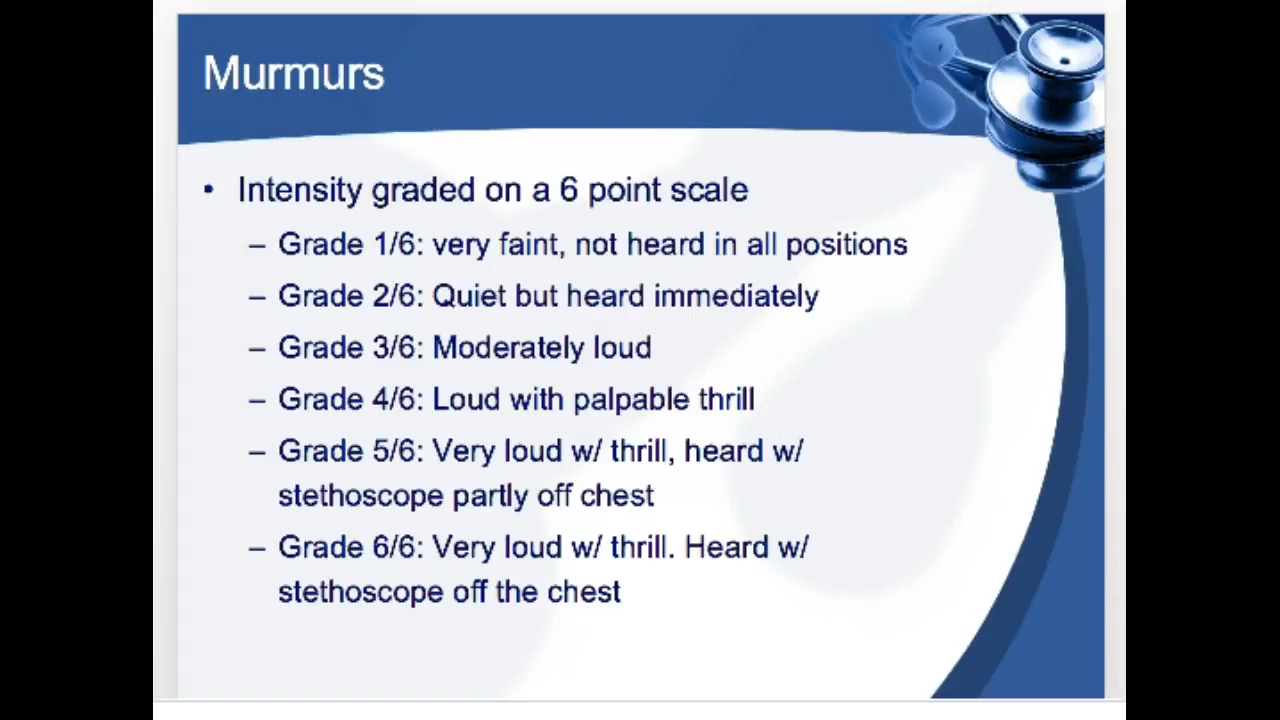 Murmurs
• Intensity graded on a 6 point scale
– Grade 1/6: very faint, not heard in all positions
– Grade 2/6: Quiet but heard immediately
– Grade 3/6: Moderately loud
– Grade 4/6: Loud with palpable thrill
– Grade 5/6: Very loud w/ thrill, heard w/
stethoscope partly off chest
– Grade 6/6: Very loud w/ thrill. Heard w/
stethoscope off the chest